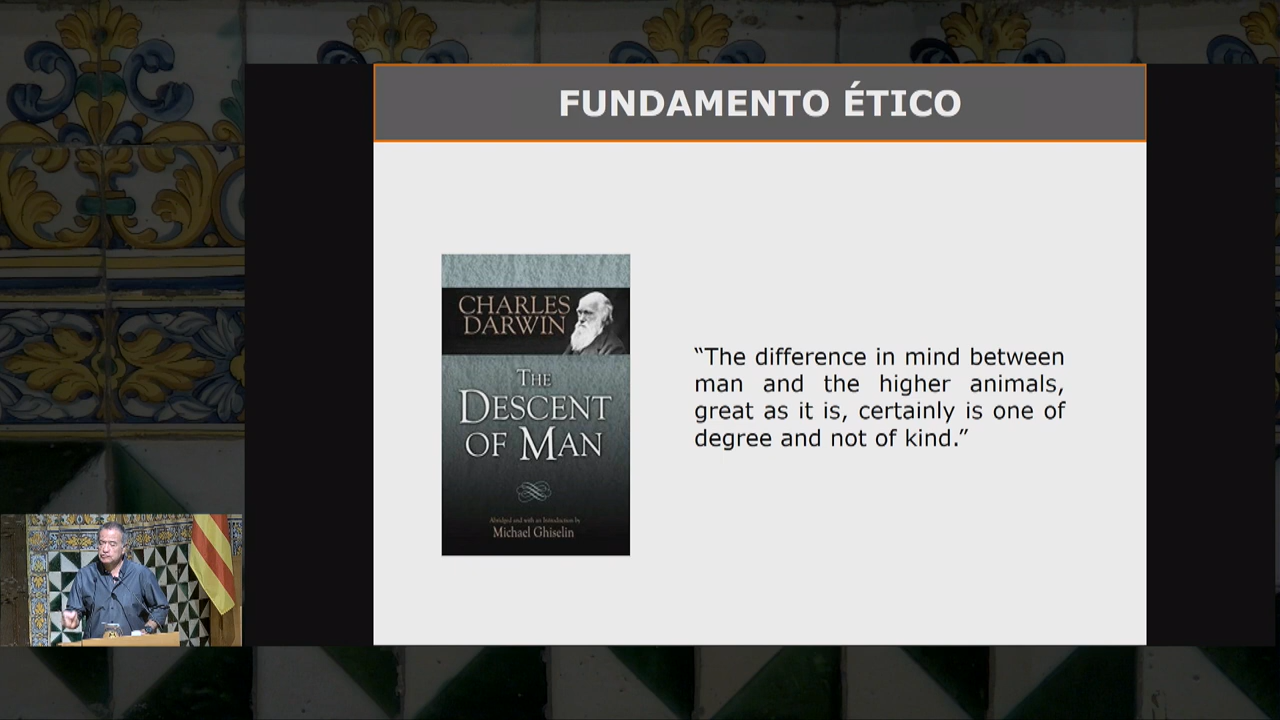 FUNDAMENTO ÉTICO
CHARLES
DARWIN
THE
DESCENT
OF MAN
Abridged and with an Introduction by
Michael Ghiselin
“The difference in mind between
man and the higher animals,
great as it is, certainly is one of
degree and not of kind.”